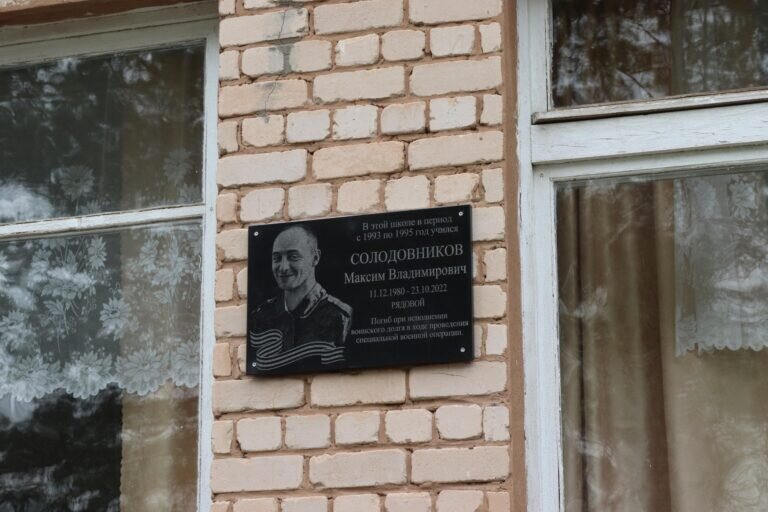 В этой школе в период
с 1993 по 1995 год учился
СОЛОДОВНИКОВ
Максим Владимирович
11.12.1980 - 23.10.2022
РЯДОВОЙ
Погиб при исполнении
воинского долга в ходе проведения
специальной военной операции.